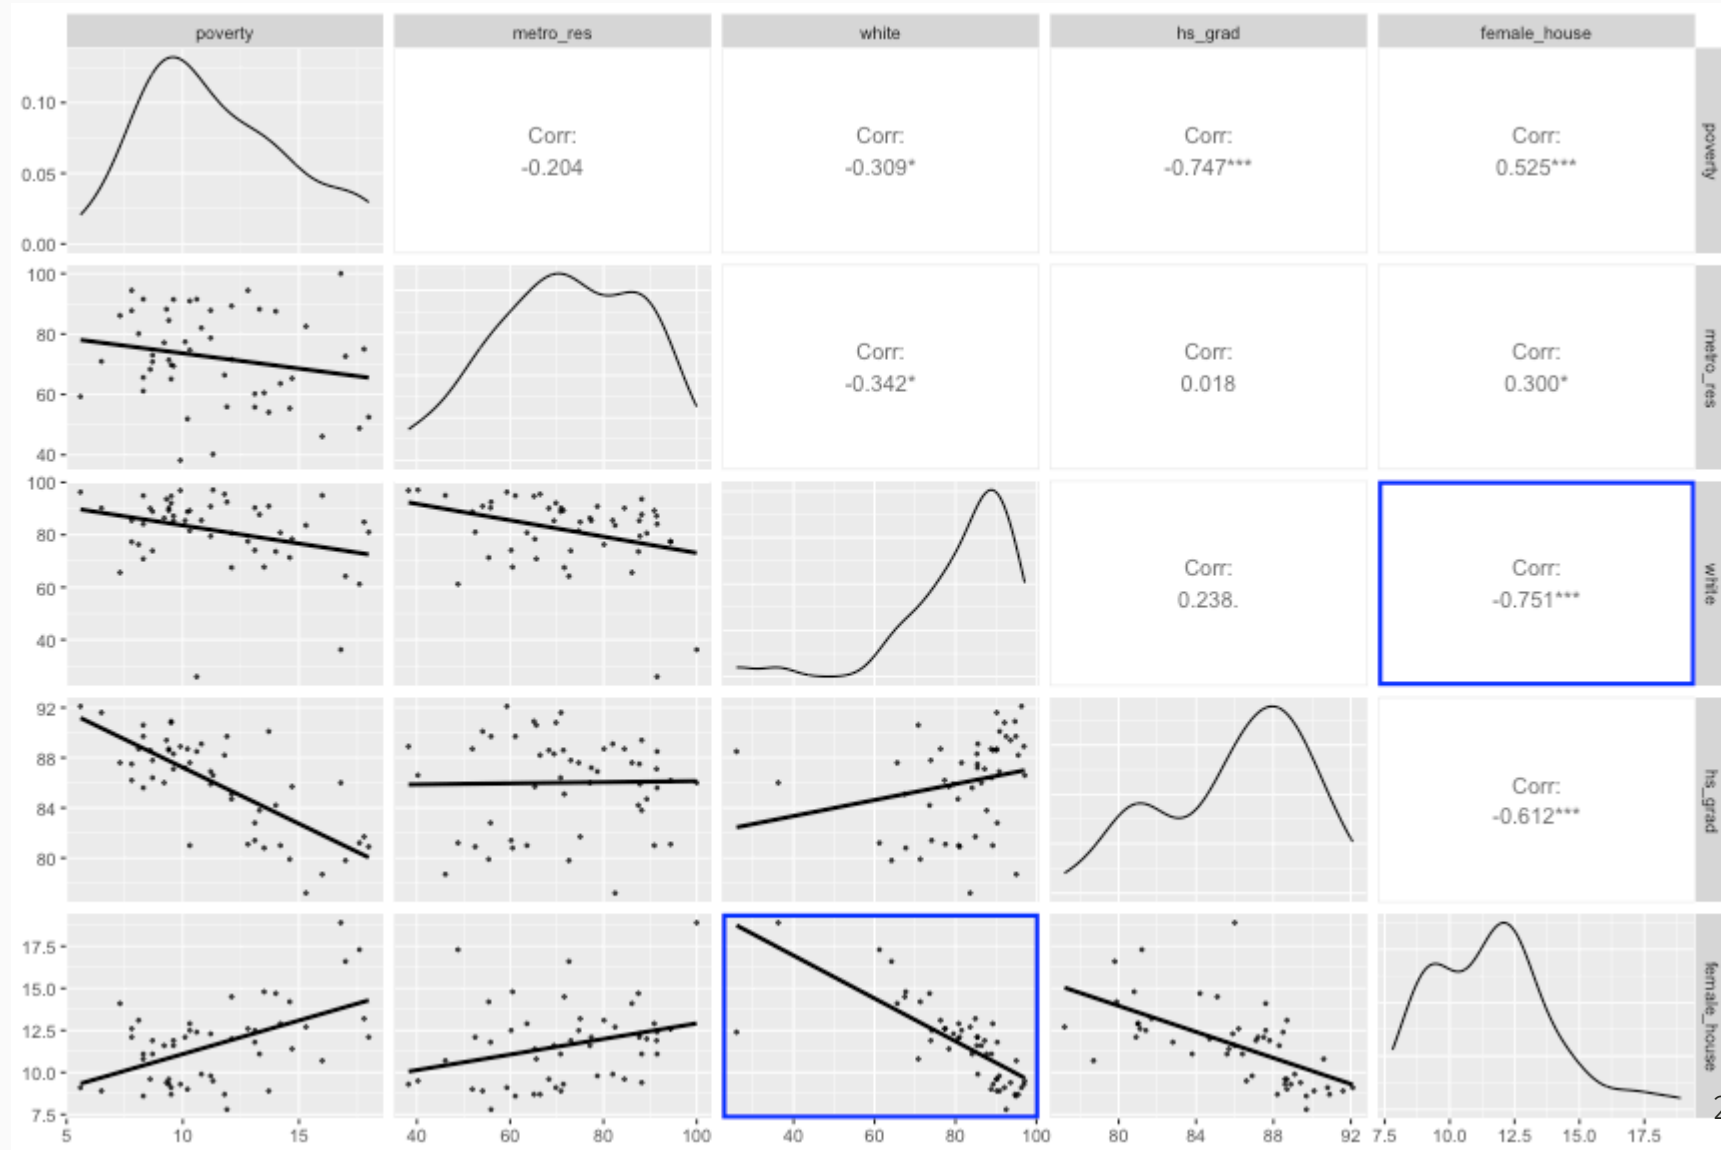 poverty metro_res white hs_grad female_house
0.10
Corr: Corr: Corr: Corr:
-0.204 -0.309* -0.747*** 0.525***
0.05
0.00
poverty
100
80
Corr: Corr: Corr:
-0.342* 0.018 0.300*
60
40
metro_res
100
80
Corr: Corr:
0.238. -0.751***
60
40
white
92
88
Corr:
-0.612***
84
80
hs_grad
17.5
15.0
12.5
10.0
7.5
female_house
2
5 10 15 40 60 80 100 40 60 80 100 80 84 88 92 7.5 10.0 12.5 15.0 17.5